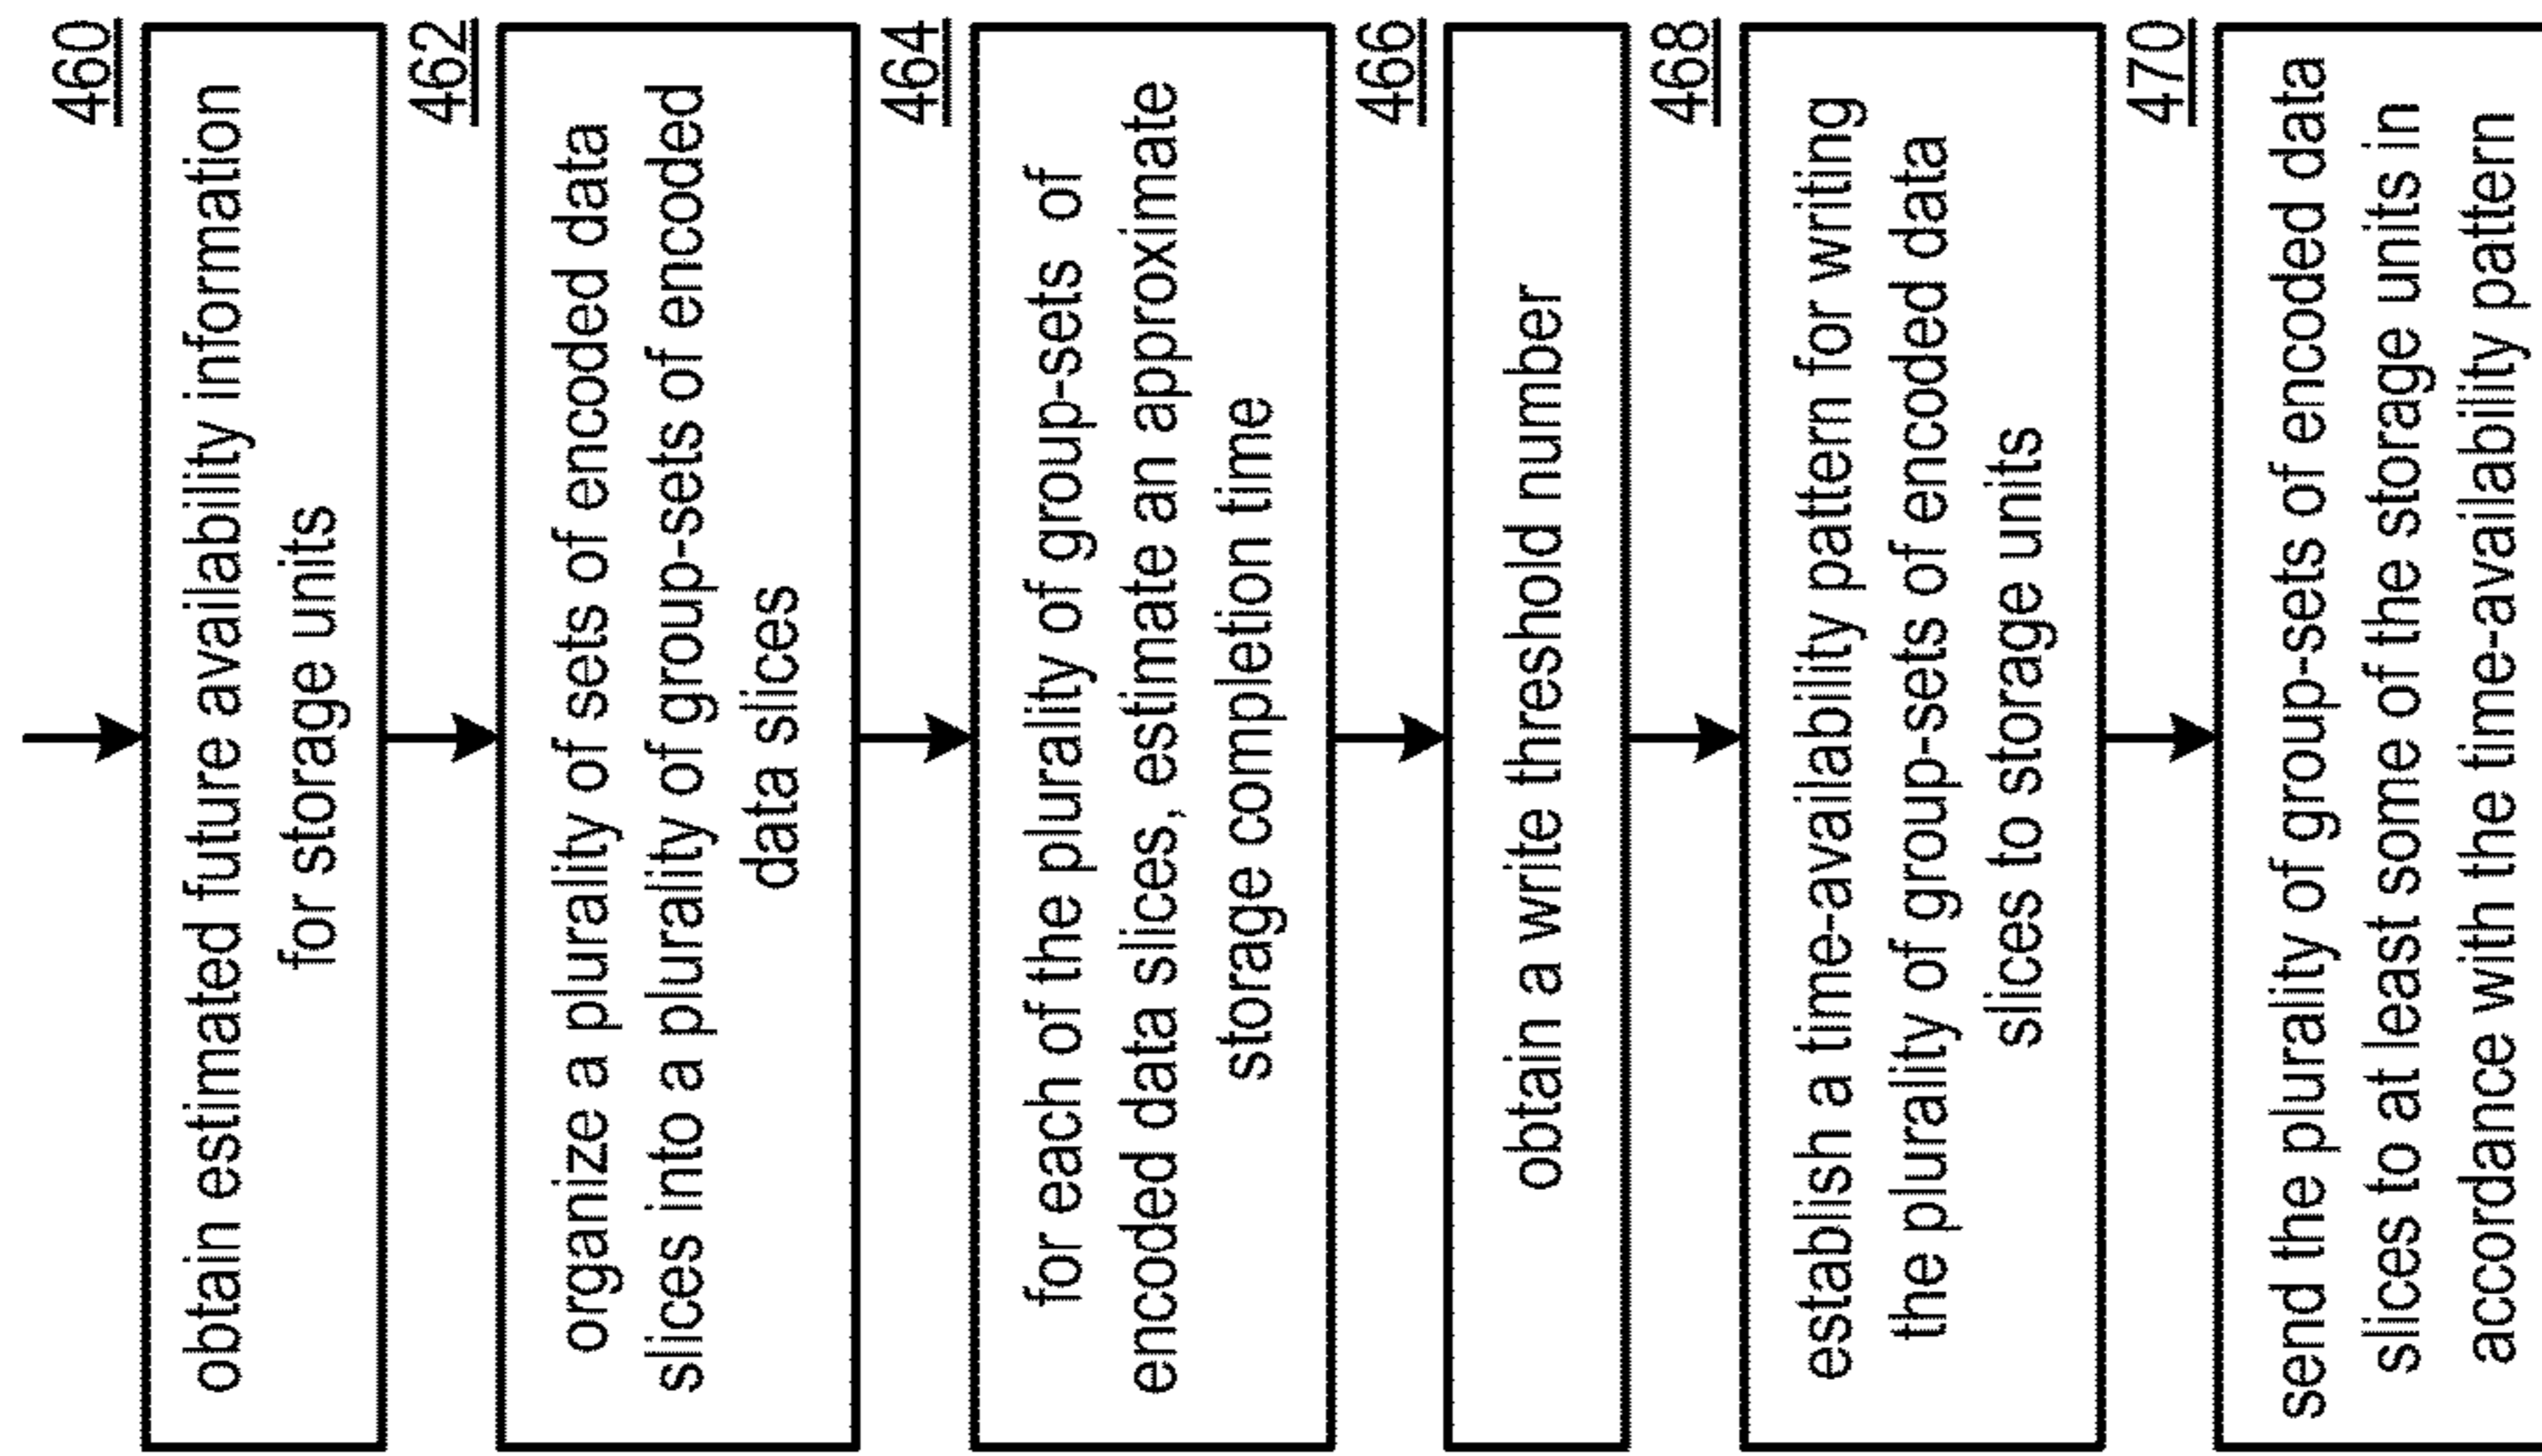 460
obtain estimated future availability information
for storage units
462
organize a plurality of sets of encoded data
slices into a plurality of group-sets of encoded
data slices
464
for each of the plurality of group-sets of
encoded data slices, estimate an approximate
storage completion time
466
obtain a write threshold number
468
establish a time-availability pattern for writing
the plurality of group-sets of encoded data
slices to storage units
470
send the plurality of group-sets of encoded data
slices to at least some of the storage units in
accordance with the time-availability pattern